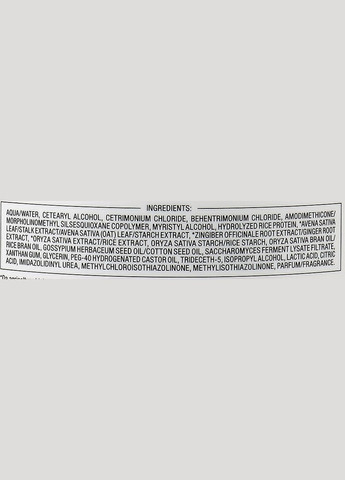 INGREDIENTS:
AQUA/WATER, CETEARYL ALCOHOL, CETRIMONIUM CHLORIDE, BEHENTRIMONIUM CHLORIDE, AMODIMETHICONE/
MORPHOLINOMETHYL SILSESQUIOXANE COPOLYMER, MYRISTYL ALCOHOL, HYDROLYZED RICE PROTEIN, *AVENA SATIVA
LEAF/STALK EXTRACT/AVENA SATIVA (OAT) LEAF/STARCH EXTRACT, *ZINGIBER OFFICINALE ROOT EXTRACT/GINGER ROOT
EXTRACT, *ORYZA SATIVA EXTRACT/RICE EXTRACT, ORYZA SATIVA STARCH/RICE STARCH, ORYZA SATIVA BRAN OIL/
RICE BRAN OIL, GOSSYPIUM HERBACEUM SEED OIL/COTTON SEED OIL, SACCHAROMYCES FERMENT LYSATE FILTRATE,
XANTHAN GUM, GLYCERIN, PEG-40 HYDROGENATED CASTOR OIL, TRIDECETH-5, ISOPROPYL ALCOHOL, LACTIC ACID, CITRIC
ACID, IMIDAZOLIDINYL UREA, METHYLCHLOROISOTHIAZOLINONE, METHYLISOTHIAZOLINONE, PARFUM/FRAGRANCE.